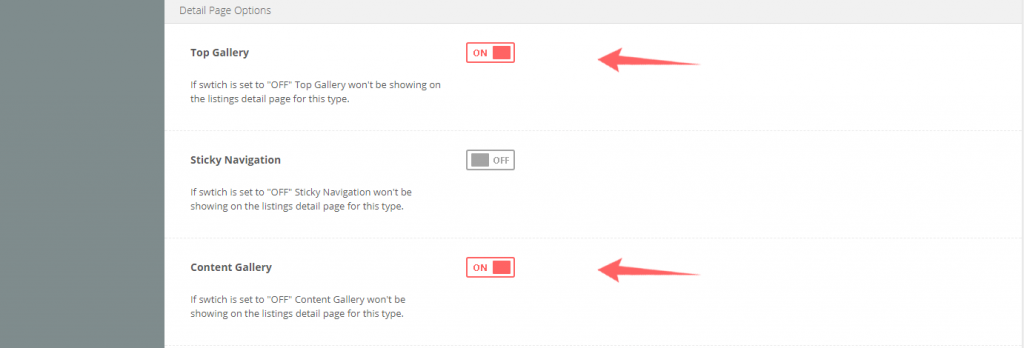 Detail Page Options
Top Gallery
ON
If swtich is set to "OFF" Top Gallery won't be showing on
the listings detail page for this type.
Sticky Navigation
OFF
If swtich is set to "OFF" Sticky Navigation won't be
showing on the listings detail page for this type.
Content Gallery
ON
If swtich is set to "OFF" Content Gallery won't be
showing on the listings detail page for this type.